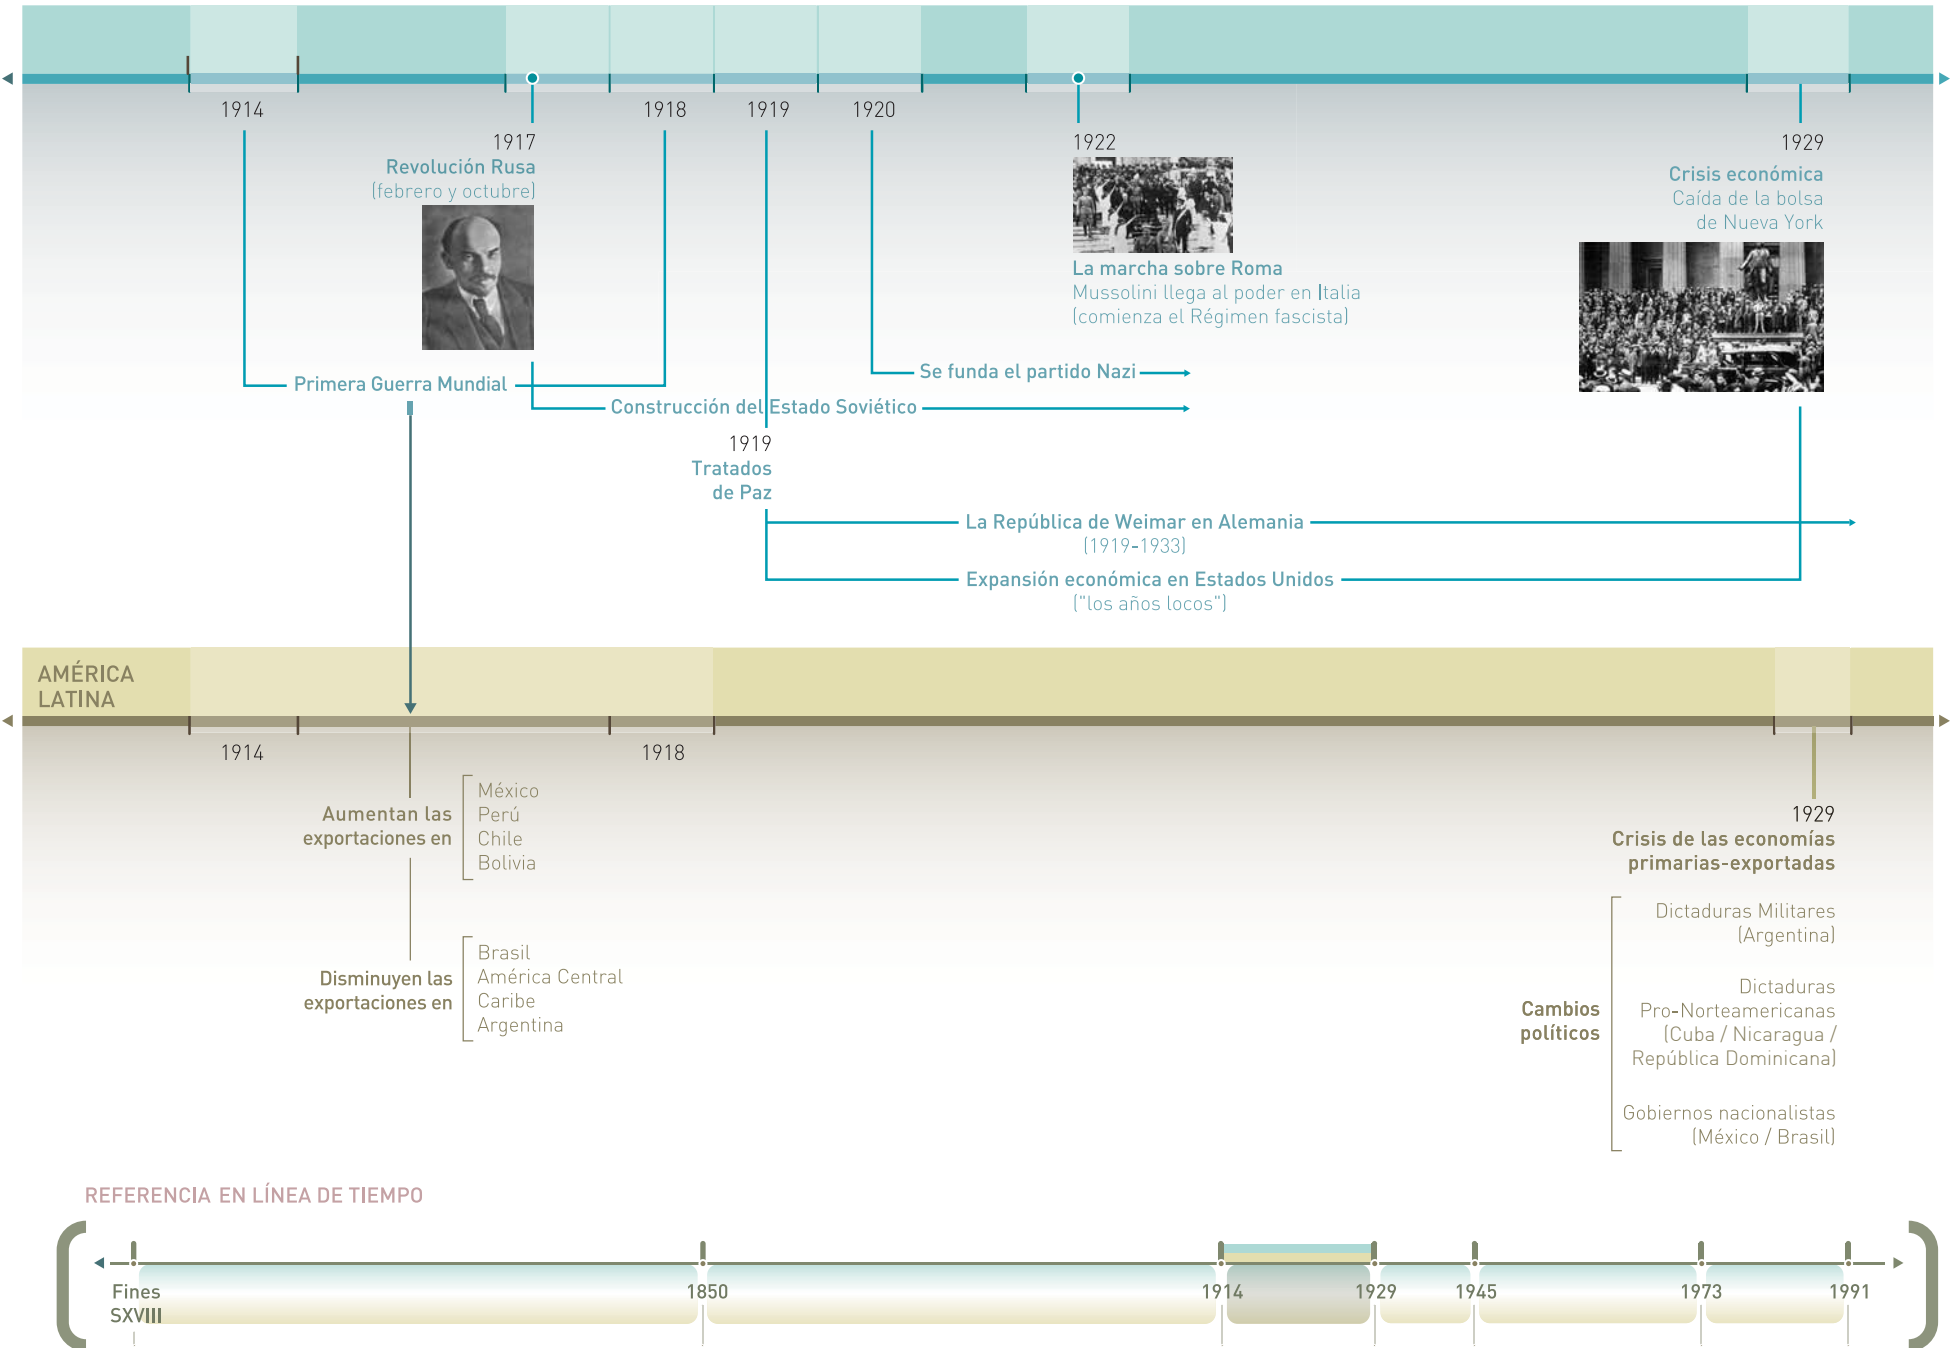 1914
1918
1919
1920
1917
Revolución Rusa
(febrero y octubre)
1922
La marcha sobre Roma
Mussolini llega al poder en Italia
(comienza el Régimen fascista)
1929
Crisis económica
Caída de la bolsa
de Nueva York
Primera Guerra Mundial
Se funda el partido Nazi
Construcción del Estado Soviético
1919
Tratados
de Paz
La República de Weimar en Alemania
(1919-1933)
Expansión económica en Estados Unidos
("los años locos")
AMÉRICA
LATINA
1914
1918
Aumentan las
exportaciones en
México
Perú
Chile
Bolivia
Disminuyen las
exportaciones en
Brasil
América Central
Caribe
Argentina
1929
Crisis de las economías
primarias-exportadas
Cambios
políticos
Dictaduras Militares
(Argentina)
Dictaduras
Pro-Norteamericanas
(Cuba / Nicaragua /
República Dominicana)
Gobiernos nacionalistas
(México / Brasil)
REFERENCIA EN LÍNEA DE TIEMPO
Fines
SXVIII
1850
1914
1929
1945
1973
1991